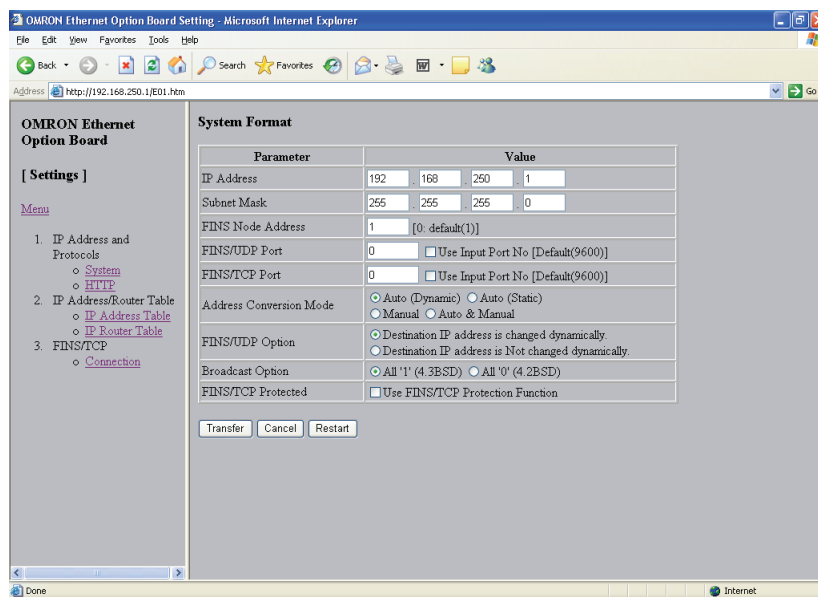 OMRON Ethernet Option Board Setting - Microsoft Internet Explorer
File Edit View Favorites Tools Help
Back Search Favorites
Address http://192.168.250.1/E01.htm Go
OMRON Ethernet
Option Board
[ Settings ]
Menu
1. IP Address and
Protocols
System
HTTP
2. IP Address/Router Table
IP Address Table
IP Router Table
3. FINS/TCP
Connection
System Format
Parameter Value
IP Address 192 . 168 . 250 . 1
Subnet Mask 255 . 255 . 255 . 0
FINS Node Address 1 [0: default(1)]
FINS/UDP Port 0 Use Input Port No [Default(9600)]
FINS/TCP Port 0 Use Input Port No [Default(9600)]
Address Conversion Mode Auto (Dynamic) Auto (Static)
Manual Auto & Manual
FINS/UDP Option Destination IP address is changed dynamically.
Destination IP address is Not changed dynamically.
Broadcast Option All '1' (4.3BSD) All '0' (4.2BSD)
FINS/TCP Protected Use FINS/TCP Protection Function
Transfer Cancel Restart
Done Internet